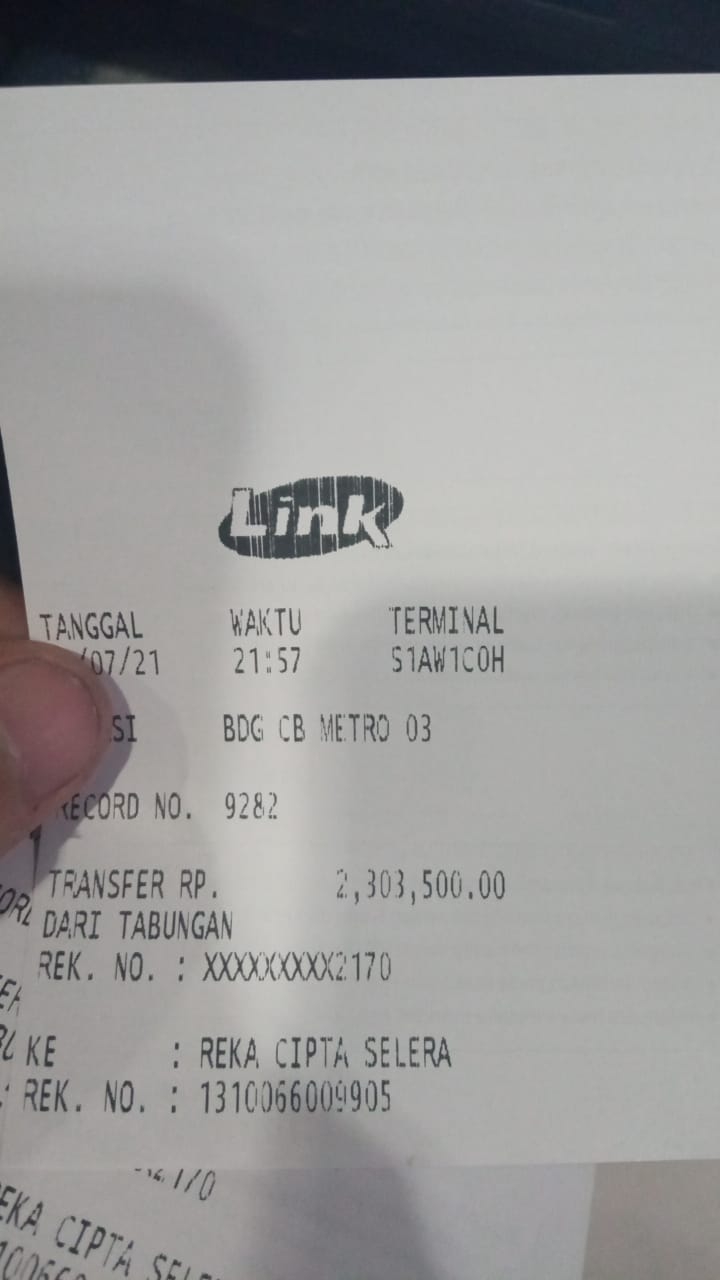 Link
TANGGAL WAKTU TERMINAL
/07/21 21:57 S1AW1C0H
SI BDG CB METRO 03
RECORD NO. 9282
TRANSFER RP. 2,303,500.00
DARI TABUNGAN
REK. NO. : XXXXXXXXX2170
KE : REKA CIPTA SELERA
REK. NO. : 1310066009905
EKA CIPTA SEL